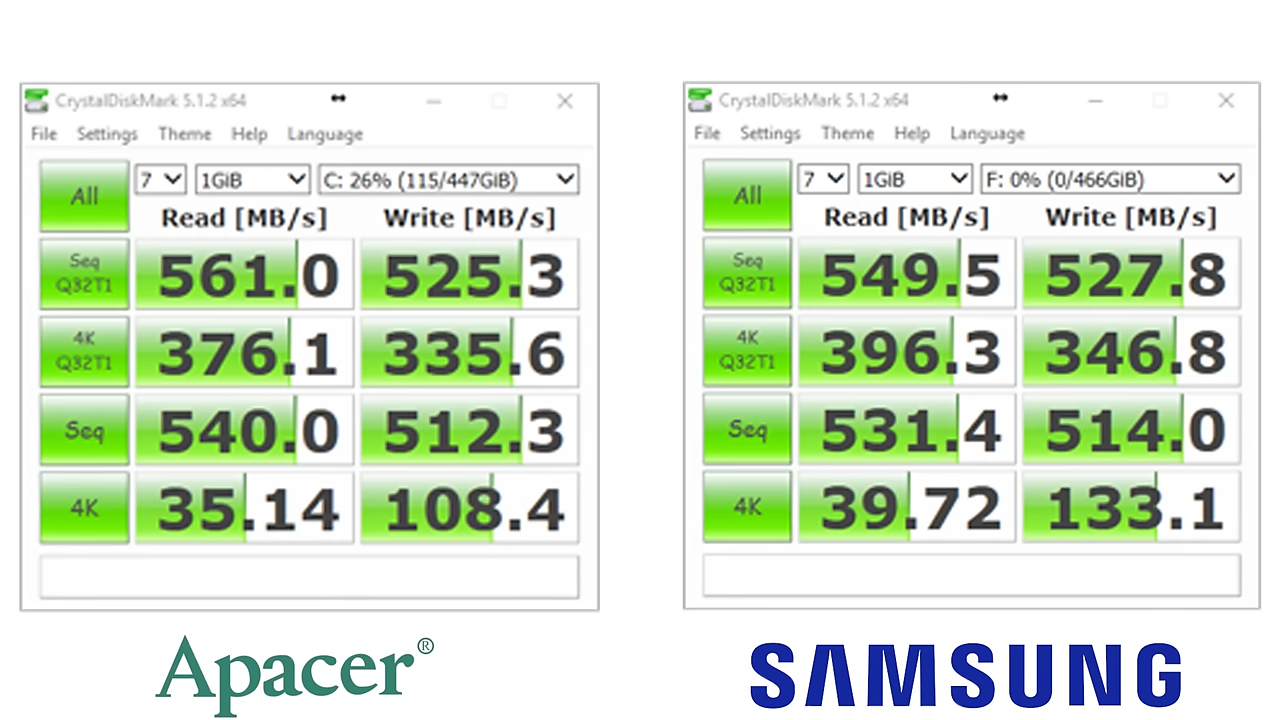 CrystalDiskMark 5.1.2 x64
File Settings Theme Help Language
All 7 1GiB C: 26% (115/447GiB)
Read [MB/s] Write [MB/s]
Seq Q32T1 561.0 525.3
4K Q32T1 376.1 335.6
Seq 540.0 512.3
4K 35.14 108.4
Apacer®
CrystalDiskMark 5.1.2 x64
File Settings Theme Help Language
All 7 1GiB F: 0% (0/466GiB)
Read [MB/s] Write [MB/s]
Seq Q32T1 549.5 527.8
4K Q32T1 396.3 346.8
Seq 531.4 514.0
4K 39.72 133.1
SAMSUNG